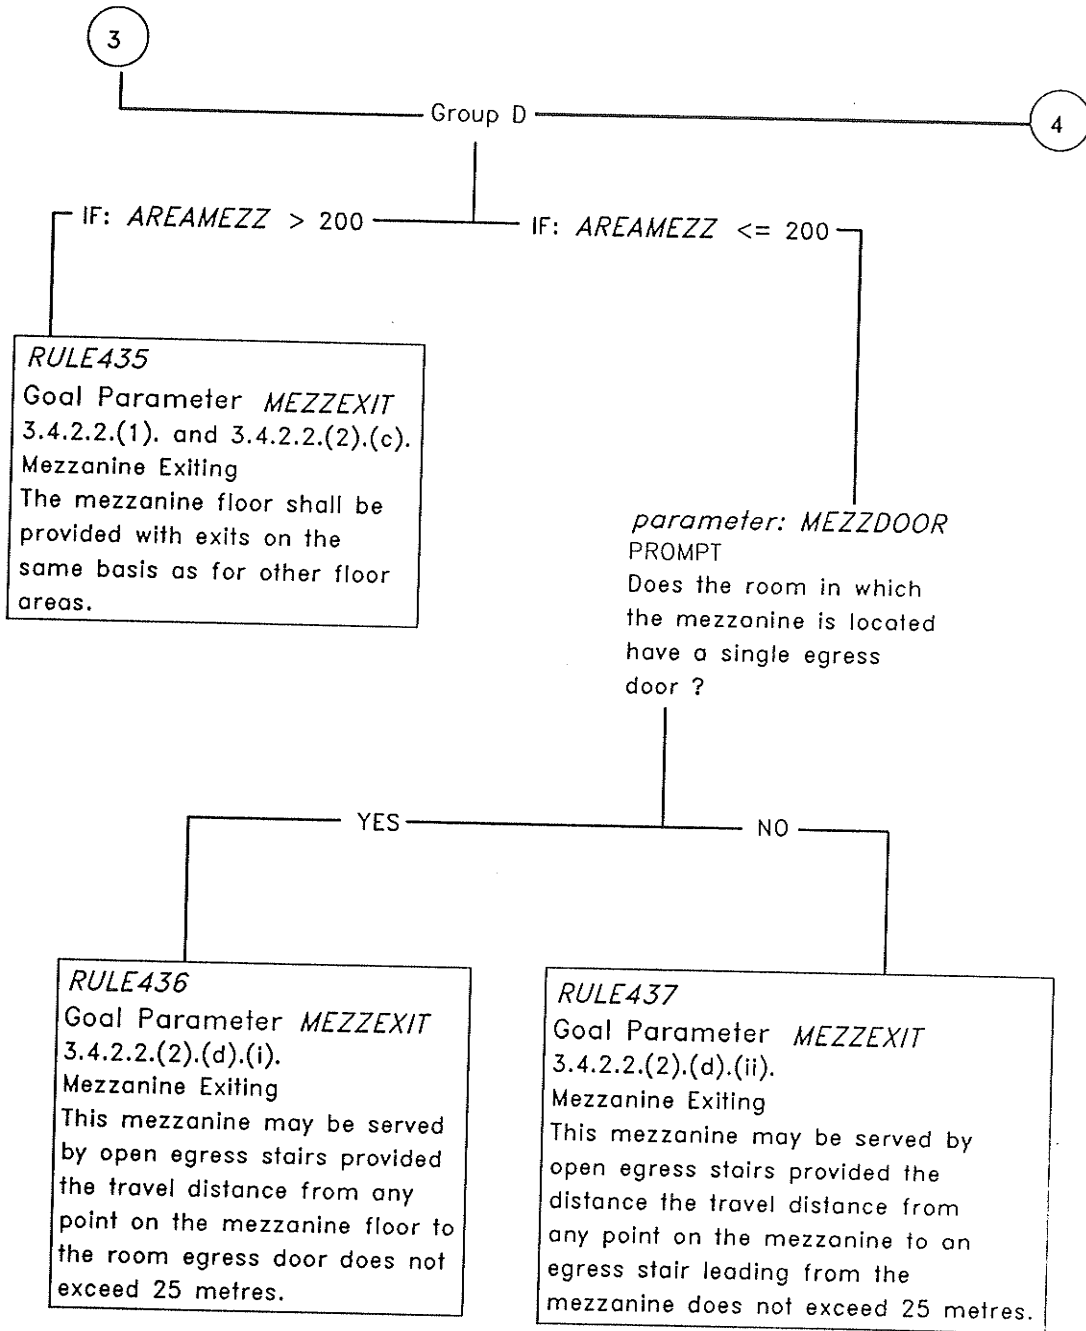 3
Group D
4
IF: AREAMEZZ > 200
IF: AREAMEZZ <= 200
RULE435
Goal Parameter MEZZEXIT
3.4.2.2.(1). and 3.4.2.2.(2).(c).
Mezzanine Exiting
The mezzanine floor shall be
provided with exits on the
same basis as for other floor
areas.
parameter: MEZZDOOR
PROMPT
Does the room in which
the mezzanine is located
have a single egress
door ?
YES
NO
RULE436
Goal Parameter MEZZEXIT
3.4.2.2.(2).(d).(i).
Mezzanine Exiting
This mezzanine may be served
by open egress stairs provided
the travel distance from any
point on the mezzanine floor to
the room egress door does not
exceed 25 metres.
RULE437
Goal Parameter MEZZEXIT
3.4.2.2.(2).(d).(ii).
Mezzanine Exiting
This mezzanine may be served by
open egress stairs provided the
distance the travel distance from
any point on the mezzanine to an
egress stair leading from the
mezzanine does not exceed 25 metres.